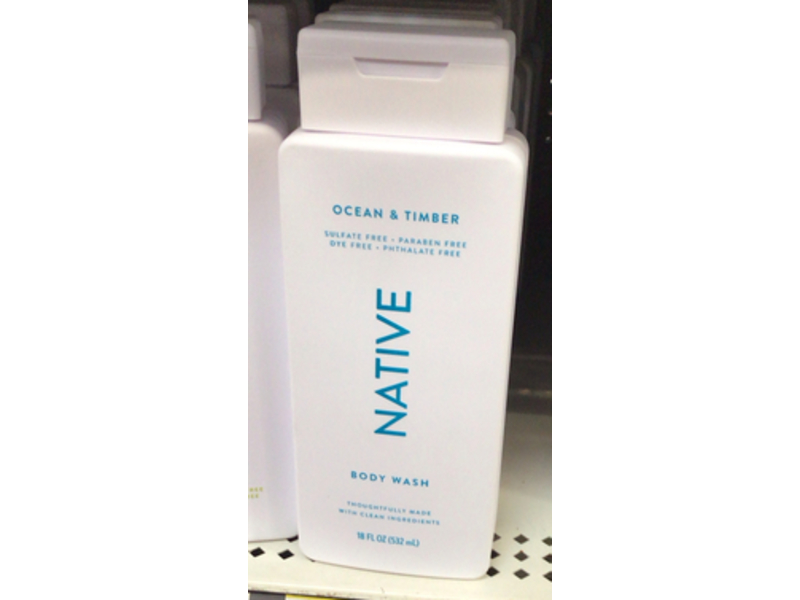 OCEAN & TIMBER
SULFATE FREE • PARABEN FREE
DYE FREE • PHTHALATE FREE
NATIVE
BODY WASH
THOUGHTFULLY MADE
WITH CLEAN INGREDIENTS
18 FL OZ (532 mL)